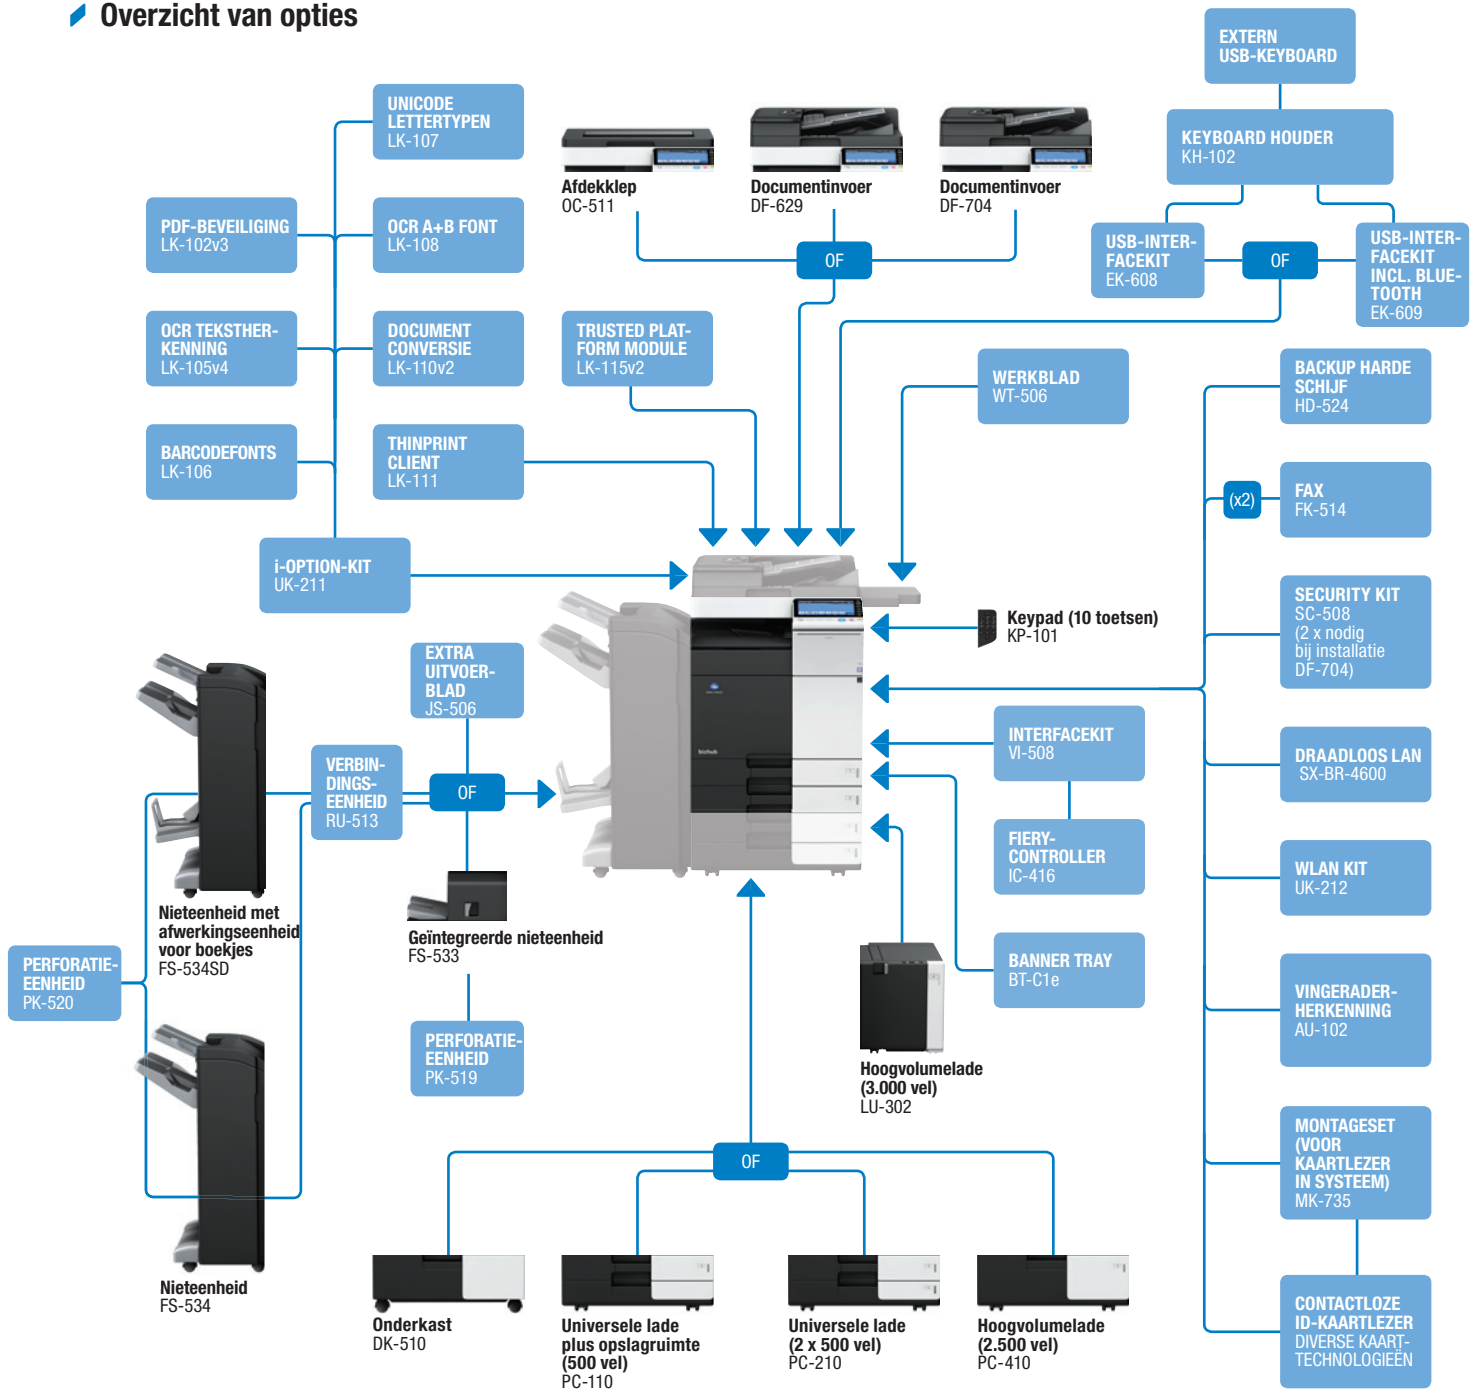 Overzicht van opties
EXTERN
USB-KEYBOARD
UNICODE
LETTERTYPEN
LK-107
KEYBOARD HOUDER
KH-102
Afdekklep
OC-511
Documentinvoer
DF-629
Documentinvoer
DF-704
PDF-BEVEILIGING
LK-102v3
OCR A+B FONT
LK-108
OF
USB-INTER-
FACEKIT
EK-608
OF
USB-INTER-
FACEKIT
INCL. BLUE-
TOOTH
EK-609
OCR TEKSTHER-
KENNING
LK-105v4
DOCUMENT
CONVERSIE
LK-110v2
TRUSTED PLAT-
FORM MODULE
LK-115v2
WERKBLAD
WT-506
BACKUP HARDE
SCHIJF
HD-524
BARCODEFONTS
LK-106
THINPRINT
CLIENT
LK-111
(x2)
FAX
FK-514
i-OPTION-KIT
UK-211
SECURITY KIT
SC-508
(2 x nodig
bij installatie
DF-704)
Keypad (10 toetsen)
KP-101
EXTRA
UITVOER-
BLAD
JS-506
bizhub
INTERFACEKIT
VI-508
DRAADLOOS LAN
SX-BR-4600
VERBIN-
DINGS-
EENHEID
RU-513
OF
FIERY-
CONTROLLER
IC-416
WLAN KIT
UK-212
Nieteenheid met
afwerkingseenheid
voor boekjes
FS-534SD
Geïntegreerde nieteenheid
FS-533
PERFORATIE-
EENHEID
PK-520
BANNER TRAY
BT-C1e
VINGERADER-
HERKENNING
AU-102
PERFORATIE-
EENHEID
PK-519
Hoogvolumelade
(3.000 vel)
LU-302
MONTAGESET
(VOOR
KAARTLEZER
IN SYSTEEM)
MK-735
OF
Nieteenheid
FS-534
Onderkast
DK-510
Universele lade
plus opslagruimte
(500 vel)
PC-110
Universele lade
(2 x 500 vel)
PC-210
Hoogvolumelade
(2.500 vel)
PC-410
CONTACTLOZE
ID-KAARTLEZER
DIVERSE KAART-
TECHNOLOGIEËN